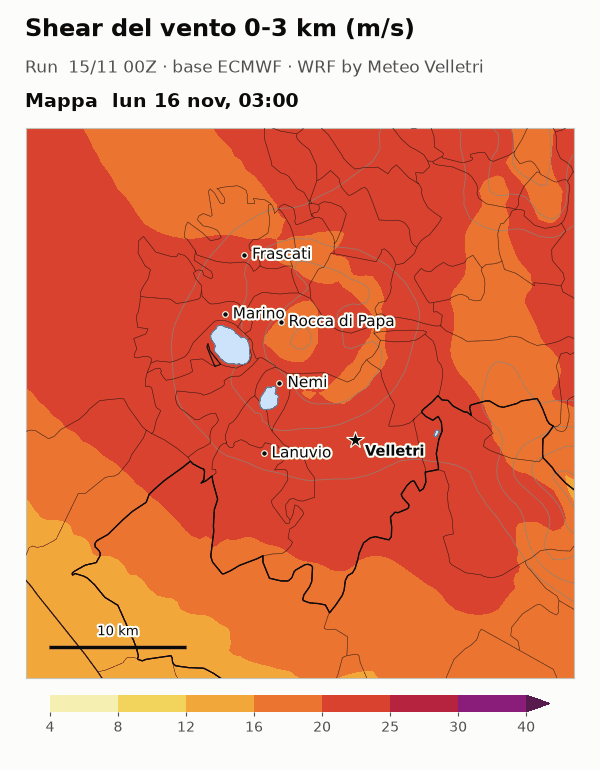 Shear del vento 0-3 km (m/s)
Run  15/11 00Z · base ECMWF · WRF by Meteo Velletri
Mappa  lun 16 nov, 03:00
Frascati
Marino
Rocca di Papa
Nemi
Velletri
Lanuvio
10 km
4 8 12 16 20 25 30 40